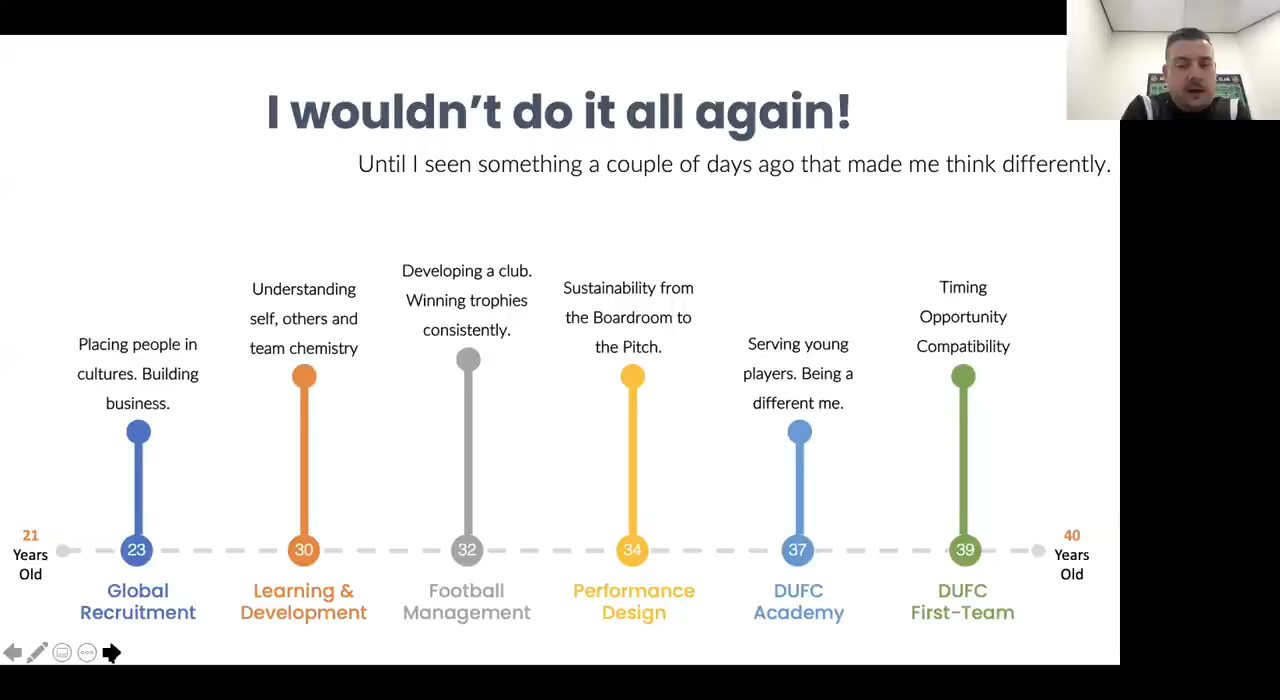 I wouldn't do it all again!
Until I seen something a couple of days ago that made me think differently.
Placing people in
cultures. Building
business.
Understanding
self, others and
team chemistry
Developing a club.
Winning trophies
consistently.
Sustainability from
the Boardroom to
the Pitch.
Serving young
players. Being a
different me.
Timing
Opportunity
Compatibility
21
Years
Old
23
30
32
34
37
39
40
Years
Old
Global
Recruitment
Learning &
Development
Football
Management
Performance
Design
DUFC
Academy
DUFC
First-Team